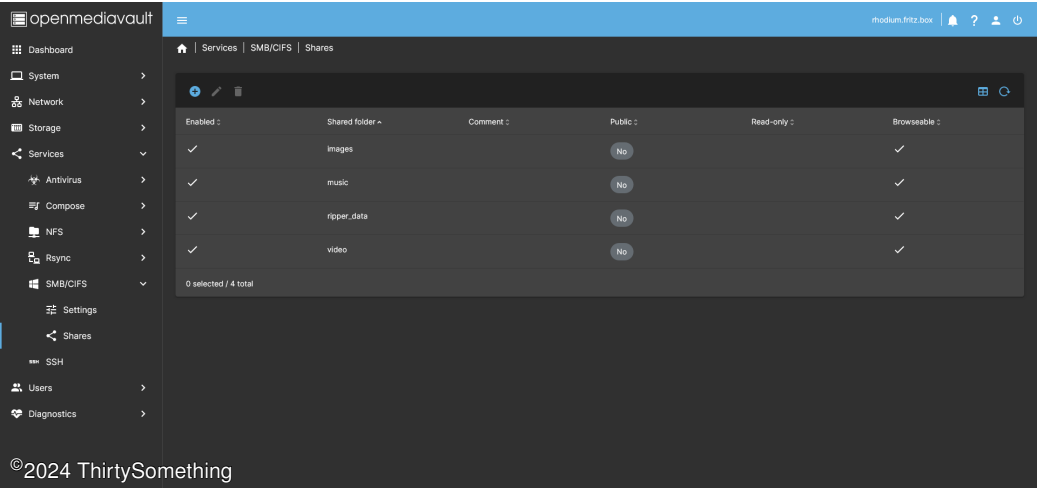 openmediavault
rhodium.fritz.box
Dashboard
System
Network
Storage
Services
Antivirus
Compose
NFS
Rsync
SMB/CIFS
Settings
Shares
SSH SSH
Users
Diagnostics
Services | SMB/CIFS | Shares
Enabled Shared folder Comment Public Read-only Browseable
images No
music No
ripper_data No
video No
0 selected / 4 total
©2024 ThirtySomething